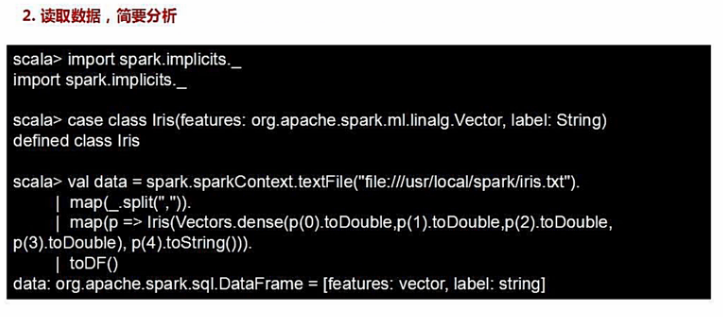 2. 读取数据，简要分析
scala> import spark.implicits._
import spark.implicits._
scala> case class Iris(features: org.apache.spark.ml.linalg.Vector, label: String)
defined class Iris
scala> val data = spark.sparkContext.textFile("file:///usr/local/spark/iris.txt").
| map(_.split(",")).
| map(p => Iris(Vectors.dense(p(0).toDouble,p(1).toDouble,p(2).toDouble,
p(3).toDouble), p(4).toString())).
| toDF()
data: org.apache.spark.sql.DataFrame = [features: vector, label: string]